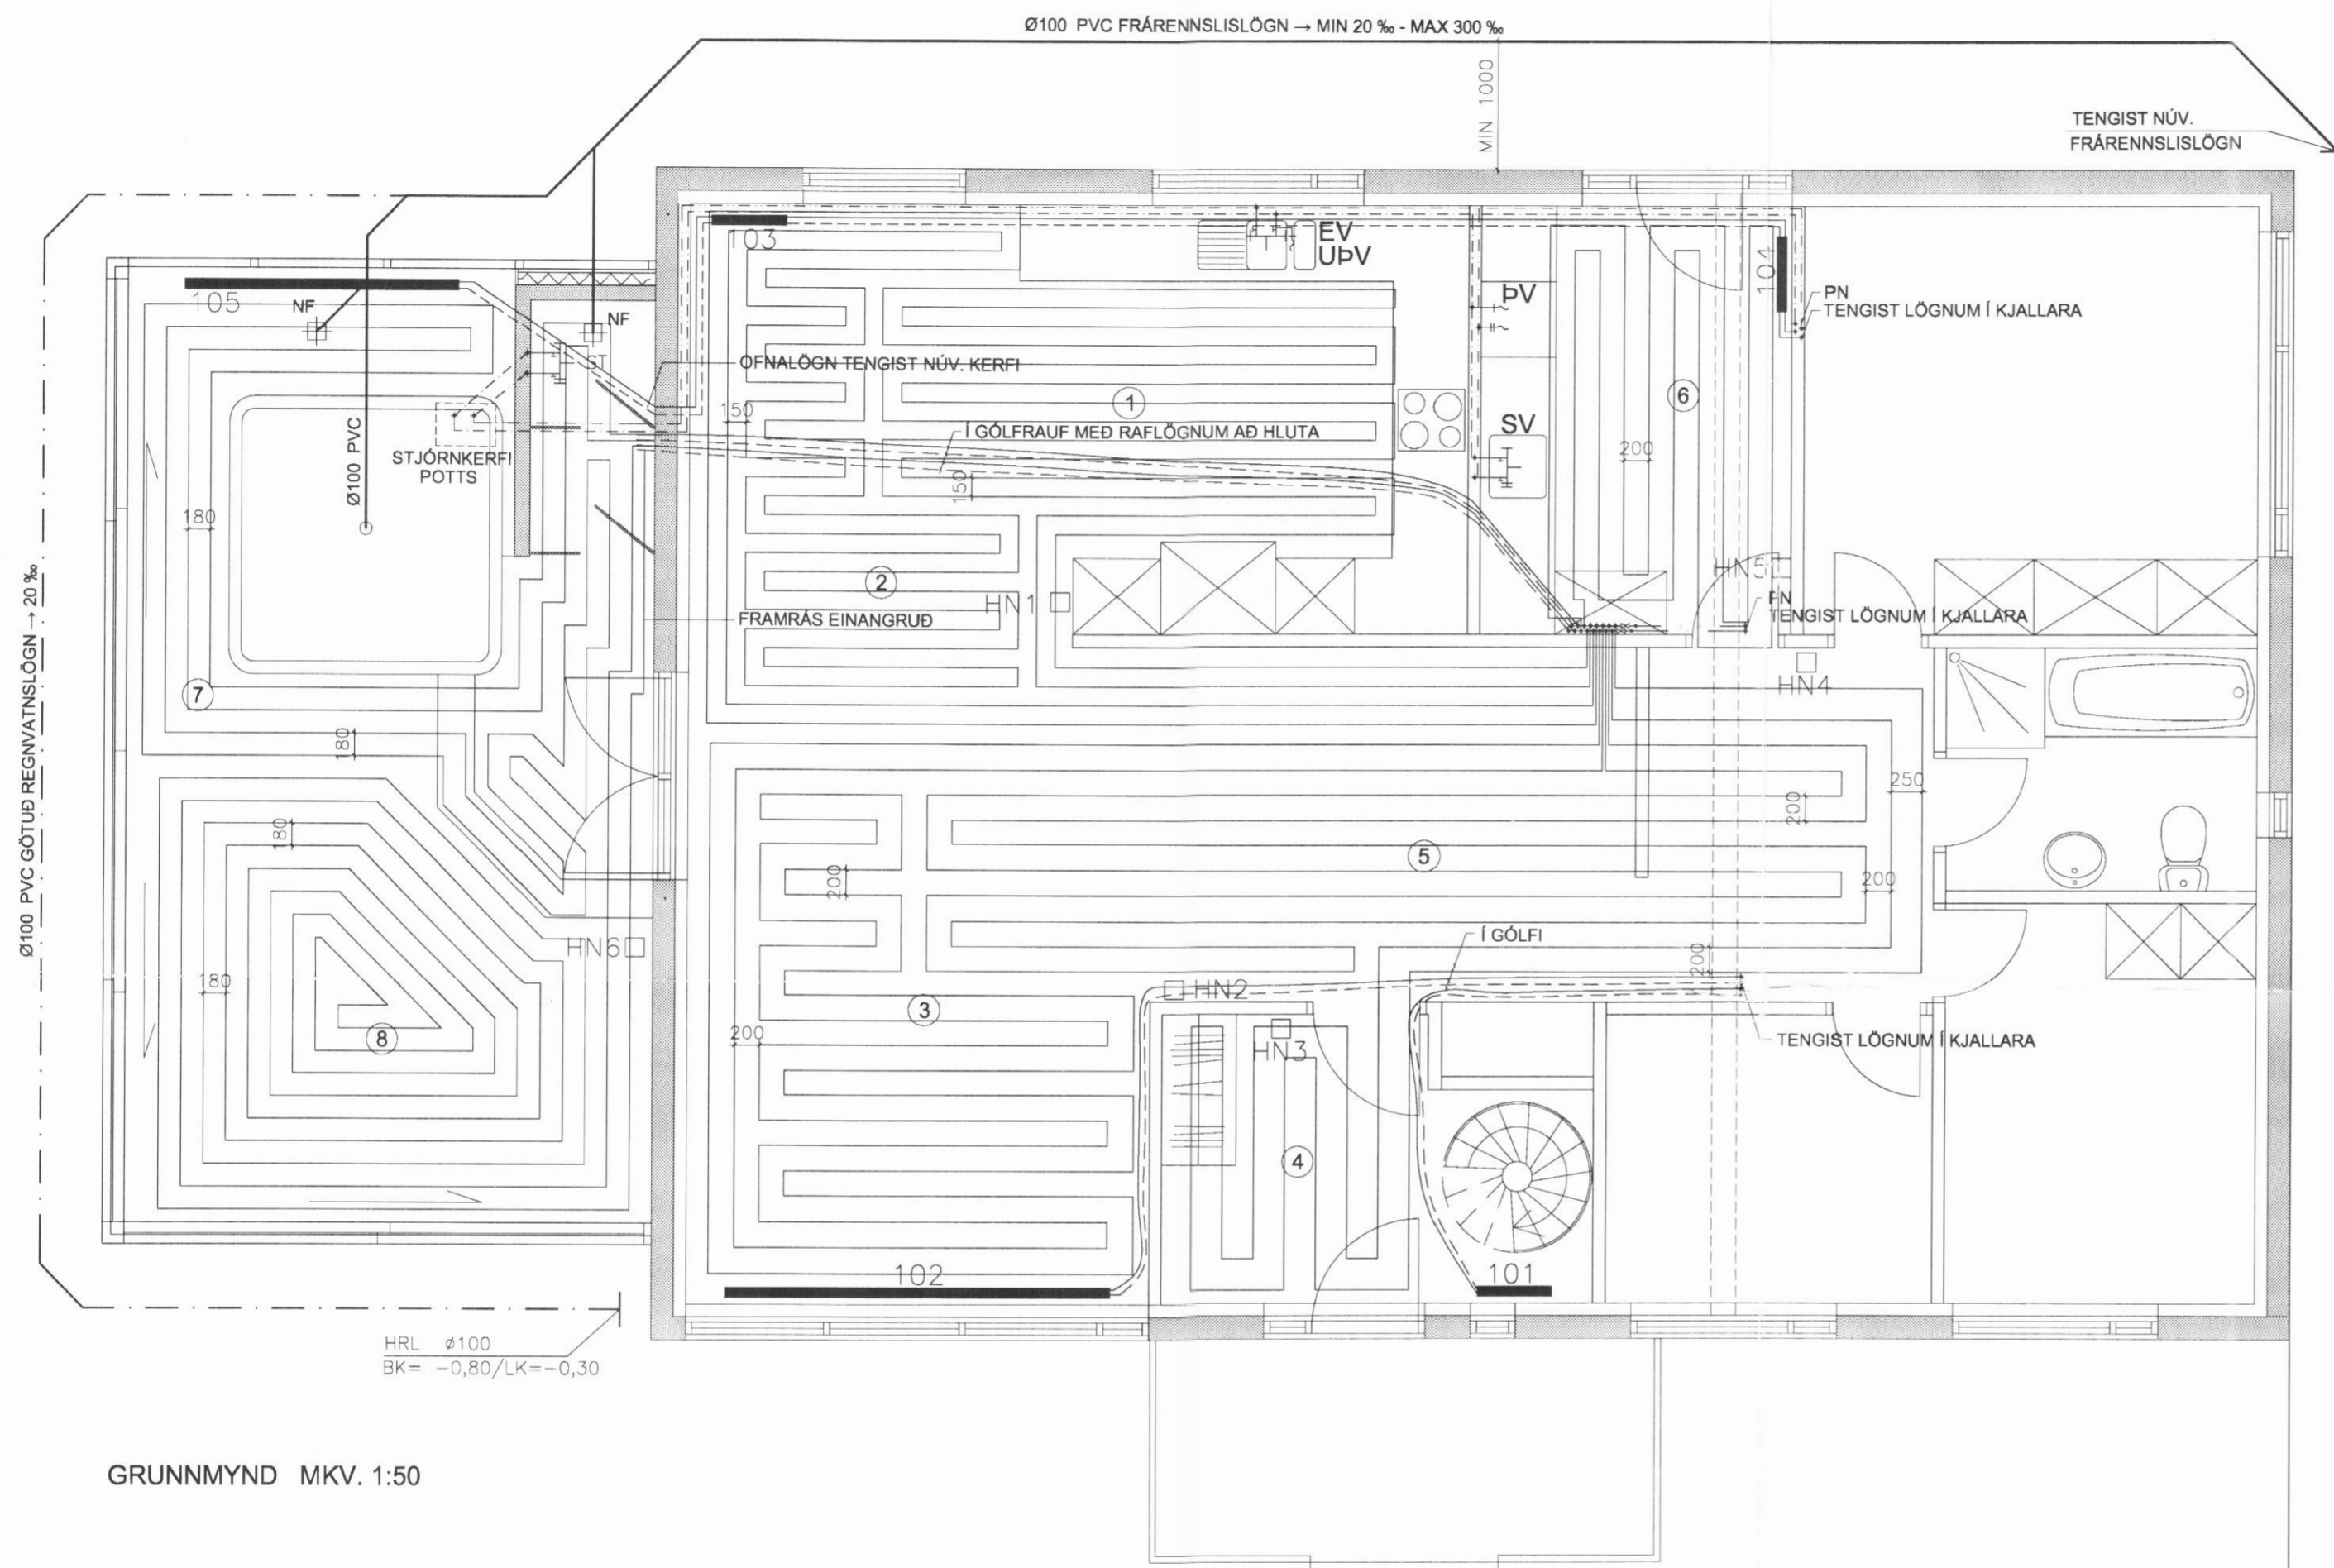 Ø100 PVC FRÁRENNSLISLÖGN → MIN 20 ‰ - MAX 300 ‰
MIN 1000
TENGIST NÚV.
FRÁRENNSLISLÖGN
103
EV
UÞV
105
NF
NF
ST
ÞV
104
PN
TENGIST LÖGNUM Í KJALLARA
OFNALÖGN TENGIST NÚV. KERFI
150
1
6
Í GÓLFRAUF MEÐ RAFLÖGNUM AÐ HLUTA
SV
200
STJÓRNKERFI
POTTS
Ø100 PVC
150
180
2
HN1
HN5
PN
TENGIST LÖGNUM Í KJALLARA
FRAMRÁS EINANGRUÐ
Ø100 PVC GÖTUÐ REGNVATNSLÖGN → 20 ‰
7
HN4
180
250
200
180
5
200
200
HN6
Í GÓLFI
200
180
HN2
3
8
200
HN3
TENGIST LÖGNUM Í KJALLARA
4
102
101
HRL ø100
BK= -0,80/LK=-0,30
GRUNNMYND MKV. 1:50